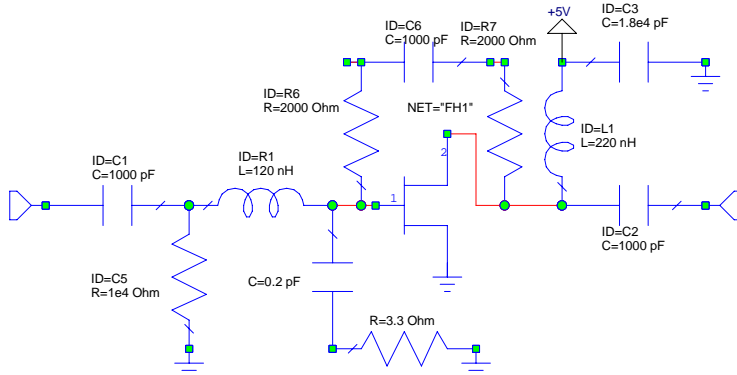 ID=C6
C=1000 pF
ID=R7
R=2000 Ohm
+5V
ID=C3
C=1.8e4 pF
ID=R6
R=2000 Ohm
NET="FH1"
ID=L1
L=220 nH
2
ID=C1
C=1000 pF
ID=R1
L=120 nH
1
ID=C2
C=1000 pF
ID=C5
R=1e4 Ohm
C=0.2 pF
R=3.3 Ohm